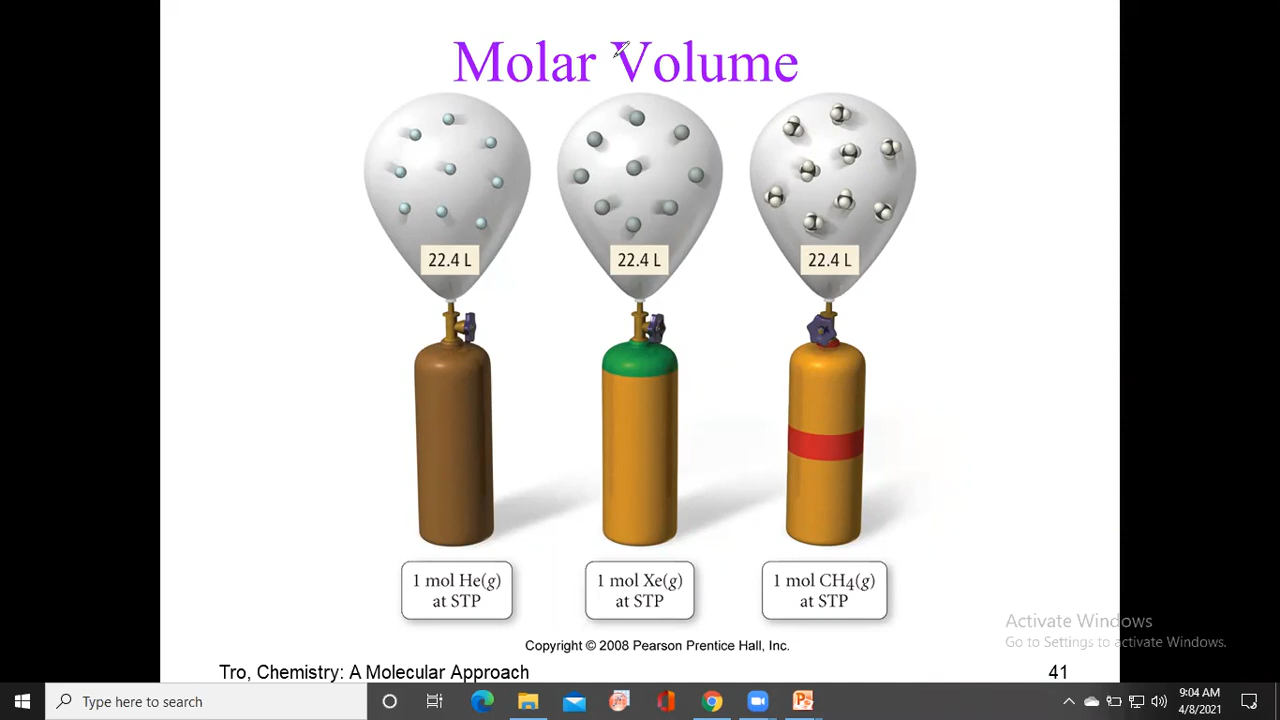 Molar Volume
22.4 L
22.4 L
22.4 L
1 mol He(g)
at STP
1 mol Xe(g)
at STP
1 mol CH4(g)
at STP
Activate Windows
Go to Settings to activate Windows.
Copyright © 2008 Pearson Prentice Hall, Inc.
Tro, Chemistry: A Molecular Approach
41
Type here to search
9:04 AM
4/8/2021